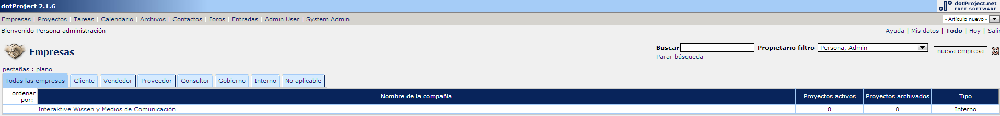 dotProject 2.1.6
dotProject.net
FREE SOFTWARE
Empresas | Proyectos | Tareas | Calendario | Archivos | Contactos | Foros | Entradas | Admin User | System Admin
- Artículo nuevo -
Bienvenido Persona administración
Ayuda | Mis datos | Todo | Hoy | Salir
Empresas
Buscar Propietario filtro Persona, Admin nueva empresa
Parar búsqueda
pestañas : plano
Todas las empresas Cliente Vendedor Proveedor Consultor Gobierno Interno No aplicable
ordenar por: Nombre de la compañía Proyectos activos Proyectos archivados Tipo
Interaktive Wissen y Medios de Comunicación 8 0 Interno